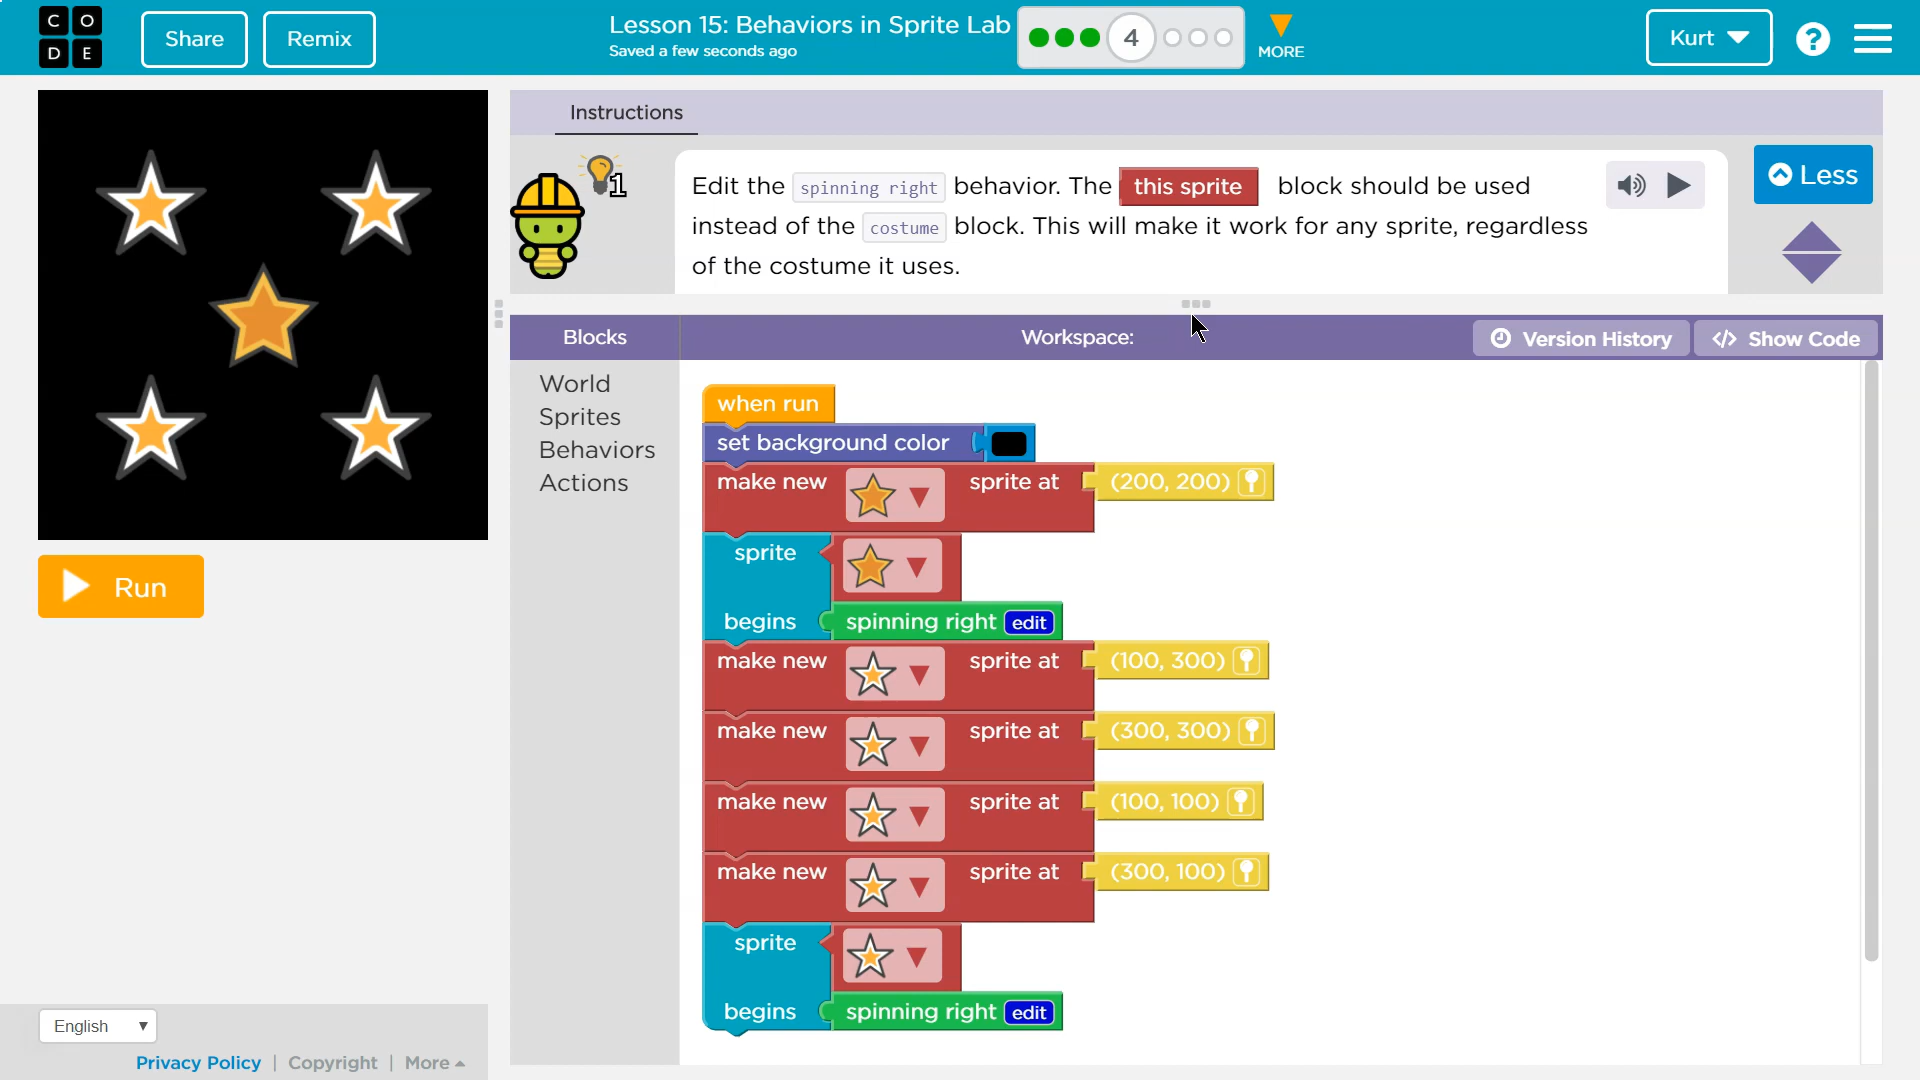 C O
D E
Share
Remix
Lesson 15: Behaviors in Sprite Lab
Saved a few seconds ago
4
MORE
Kurt
?
Instructions
1
Edit the spinning right behavior. The this sprite block should be used
instead of the costume block. This will make it work for any sprite, regardless
of the costume it uses.
Less
Blocks
Workspace:
Version History
</> Show Code
World
Sprites
Behaviors
Actions
when run
set background color
make new sprite at (200, 200)
sprite
begins spinning right edit
make new sprite at (100, 300)
make new sprite at (300, 300)
make new sprite at (100, 100)
make new sprite at (300, 100)
sprite
begins spinning right edit
Run
English
Privacy Policy | Copyright | More